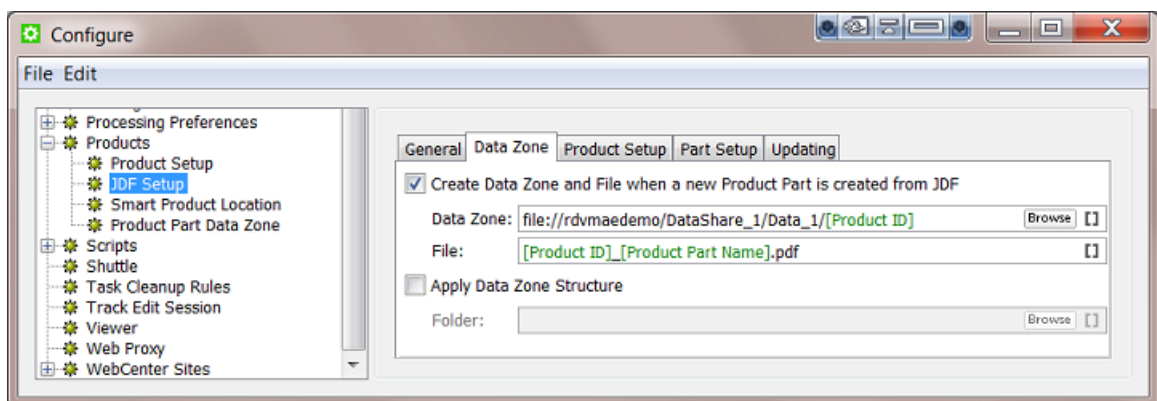 Configure
File Edit
Processing Preferences
Products
Product Setup
JDF Setup
Smart Product Location
Product Part Data Zone
Scripts
Shuttle
Task Cleanup Rules
Track Edit Session
Viewer
Web Proxy
WebCenter Sites
General Data Zone Product Setup Part Setup Updating
Create Data Zone and File when a new Product Part is created from JDF
Data Zone: file://rdvmaedemo/DataShare_1/Data_1/[Product ID] Browse []
File: [Product ID]_[Product Part Name].pdf []
Apply Data Zone Structure
Folder: Browse []